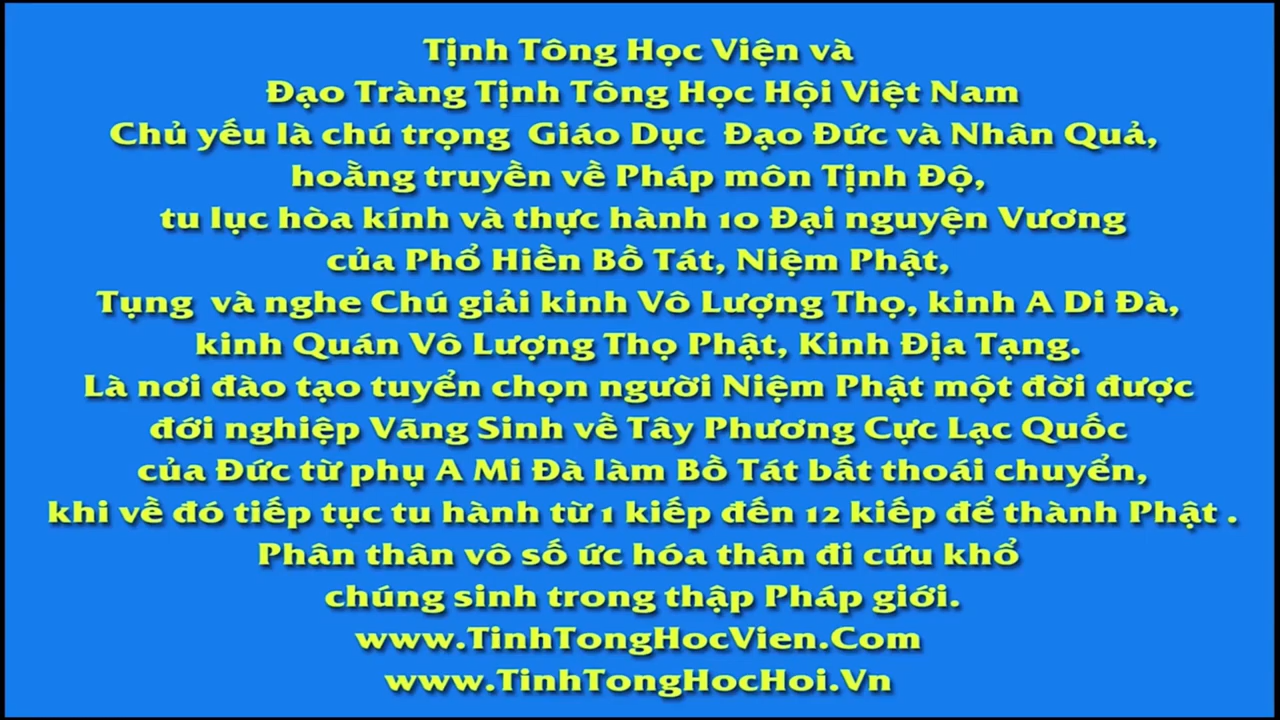 Tịnh Tông Học Viện và
Đạo Tràng Tịnh Tông Học Hội Việt Nam
Chủ yếu là chú trọng Giáo Dục Đạo Đức và Nhân Quả,
hoằng truyền về Pháp môn Tịnh Độ,
tu lục hòa kính và thực hành 10 Đại nguyện Vương
của Phổ Hiền Bồ Tát, Niệm Phật,
Tụng và nghe Chú giải kinh Vô Lượng Thọ, kinh A Di Đà,
kinh Quán Vô Lượng Thọ Phật, Kinh Địa Tạng.
Là nơi đào tạo tuyển chọn người Niệm Phật một đời được
đới nghiệp Vãng Sinh về Tây Phương Cực Lạc Quốc
của Đức từ phụ A Mi Đà làm Bồ Tát bất thoái chuyển,
khi về đó tiếp tục tu hành từ 1 kiếp đến 12 kiếp để thành Phật .
Phân thân vô số ức hóa thân đi cứu khổ
chúng sinh trong thập Pháp giới.
www.TinhTongHocVien.Com
www.TinhTongHocHoi.Vn